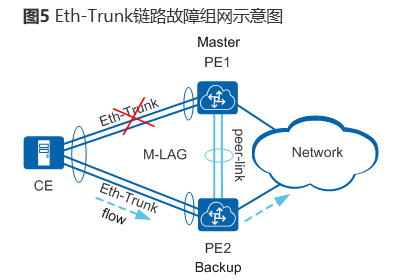 图5 Eth-Trunk链路故障组网示意图
Master
PE1
Eth-Trunk
M-LAG
peer-link
Network
CE
Eth-Trunk
flow
PE2
Backup